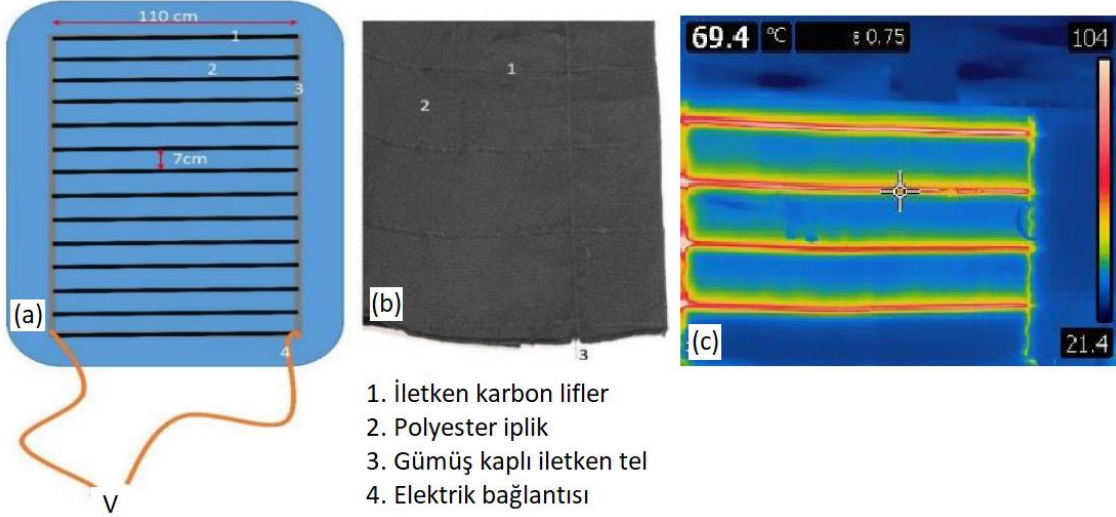 110 cm
1
2
3
7cm
(a)
4
V
1
2
(b)
3
69.4 °C ε 0.75 104
(c)
21.4
1. İletken karbon lifler
2. Polyester iplik
3. Gümüş kaplı iletken tel
4. Elektrik bağlantısı